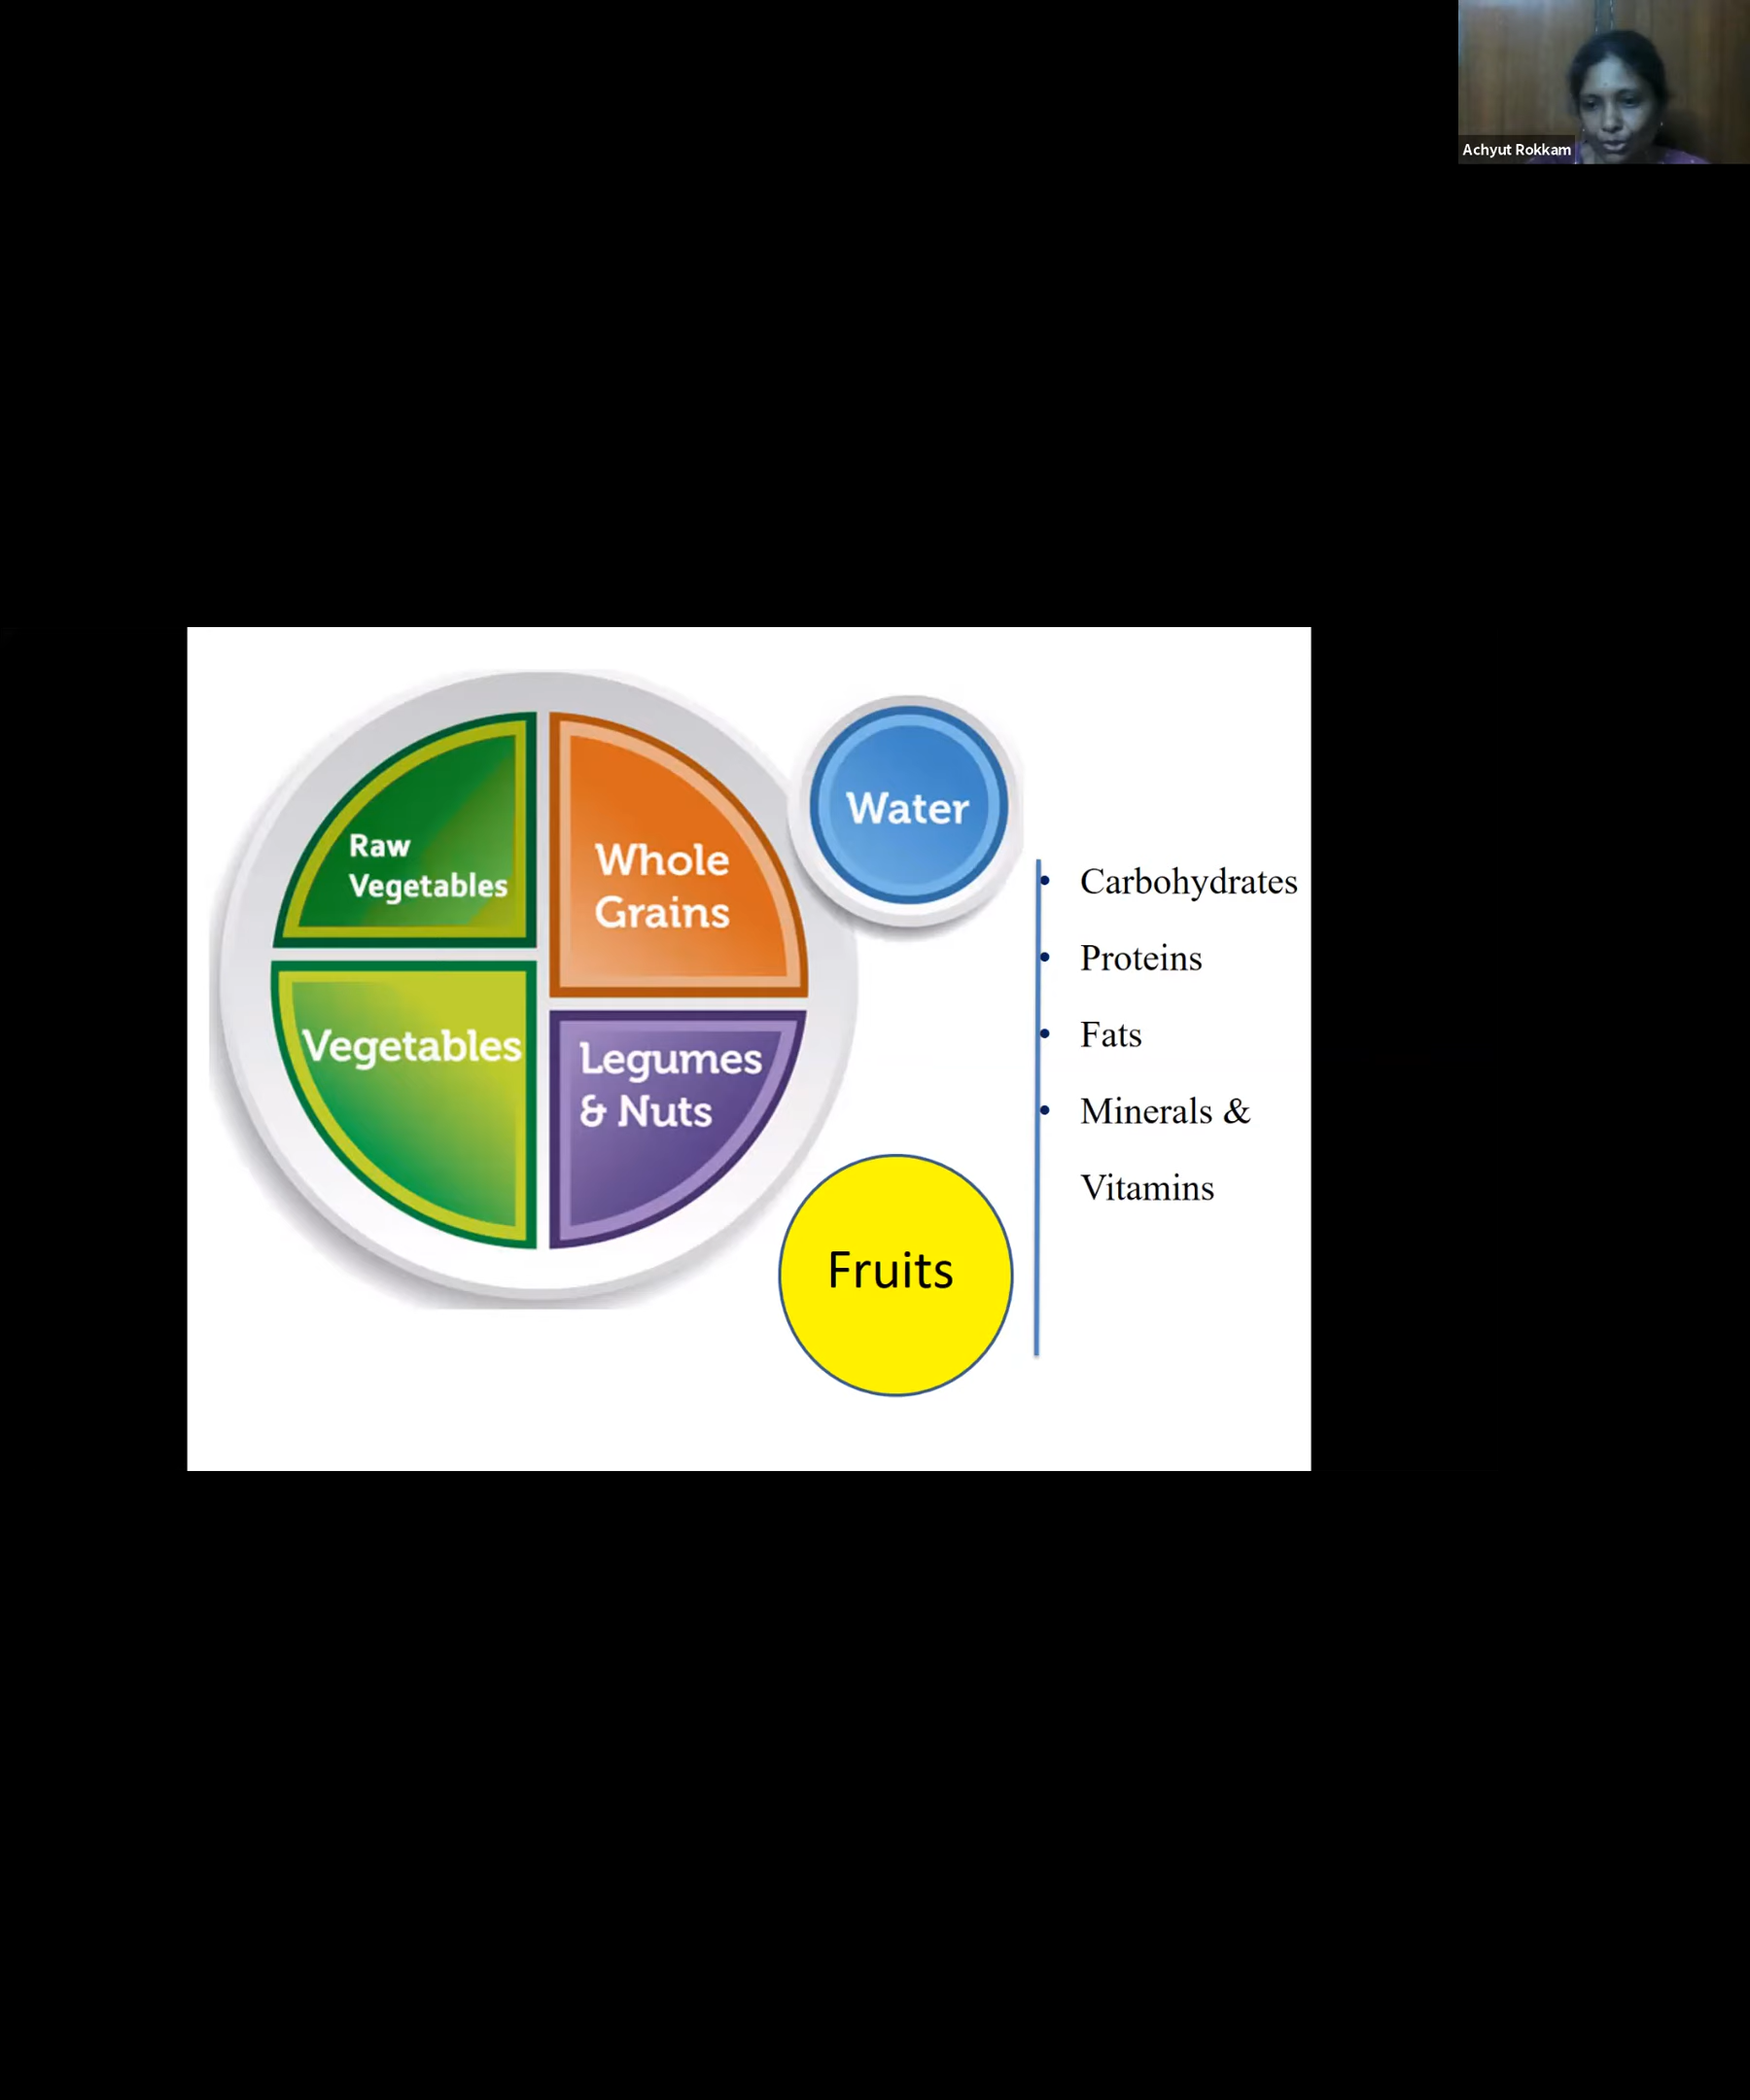 Achyut Rokkam
Raw
Vegetables
Whole
Grains
Water
Vegetables
Legumes
& Nuts
Fruits
• Carbohydrates
• Proteins
• Fats
• Minerals &
Vitamins